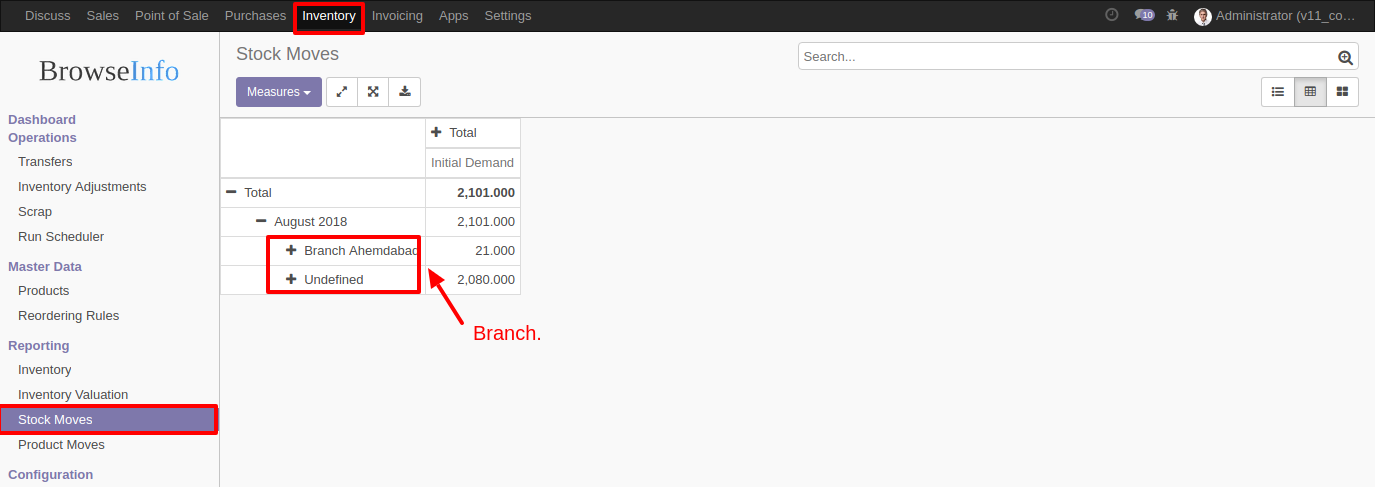 Discuss Sales Point of Sale Purchases Inventory Invoicing Apps Settings 10 Administrator (v11_co…
BrowseInfo
Stock Moves
Search...
Measures
Dashboard
Operations
Transfers
Inventory Adjustments
Scrap
Run Scheduler
Master Data
Products
Reordering Rules
Reporting
Inventory
Inventory Valuation
Stock Moves
Product Moves
Configuration
Total
Initial Demand
Total 2,101.000
August 2018 2,101.000
Branch Ahemdabad 21.000
Undefined 2,080.000
Branch.